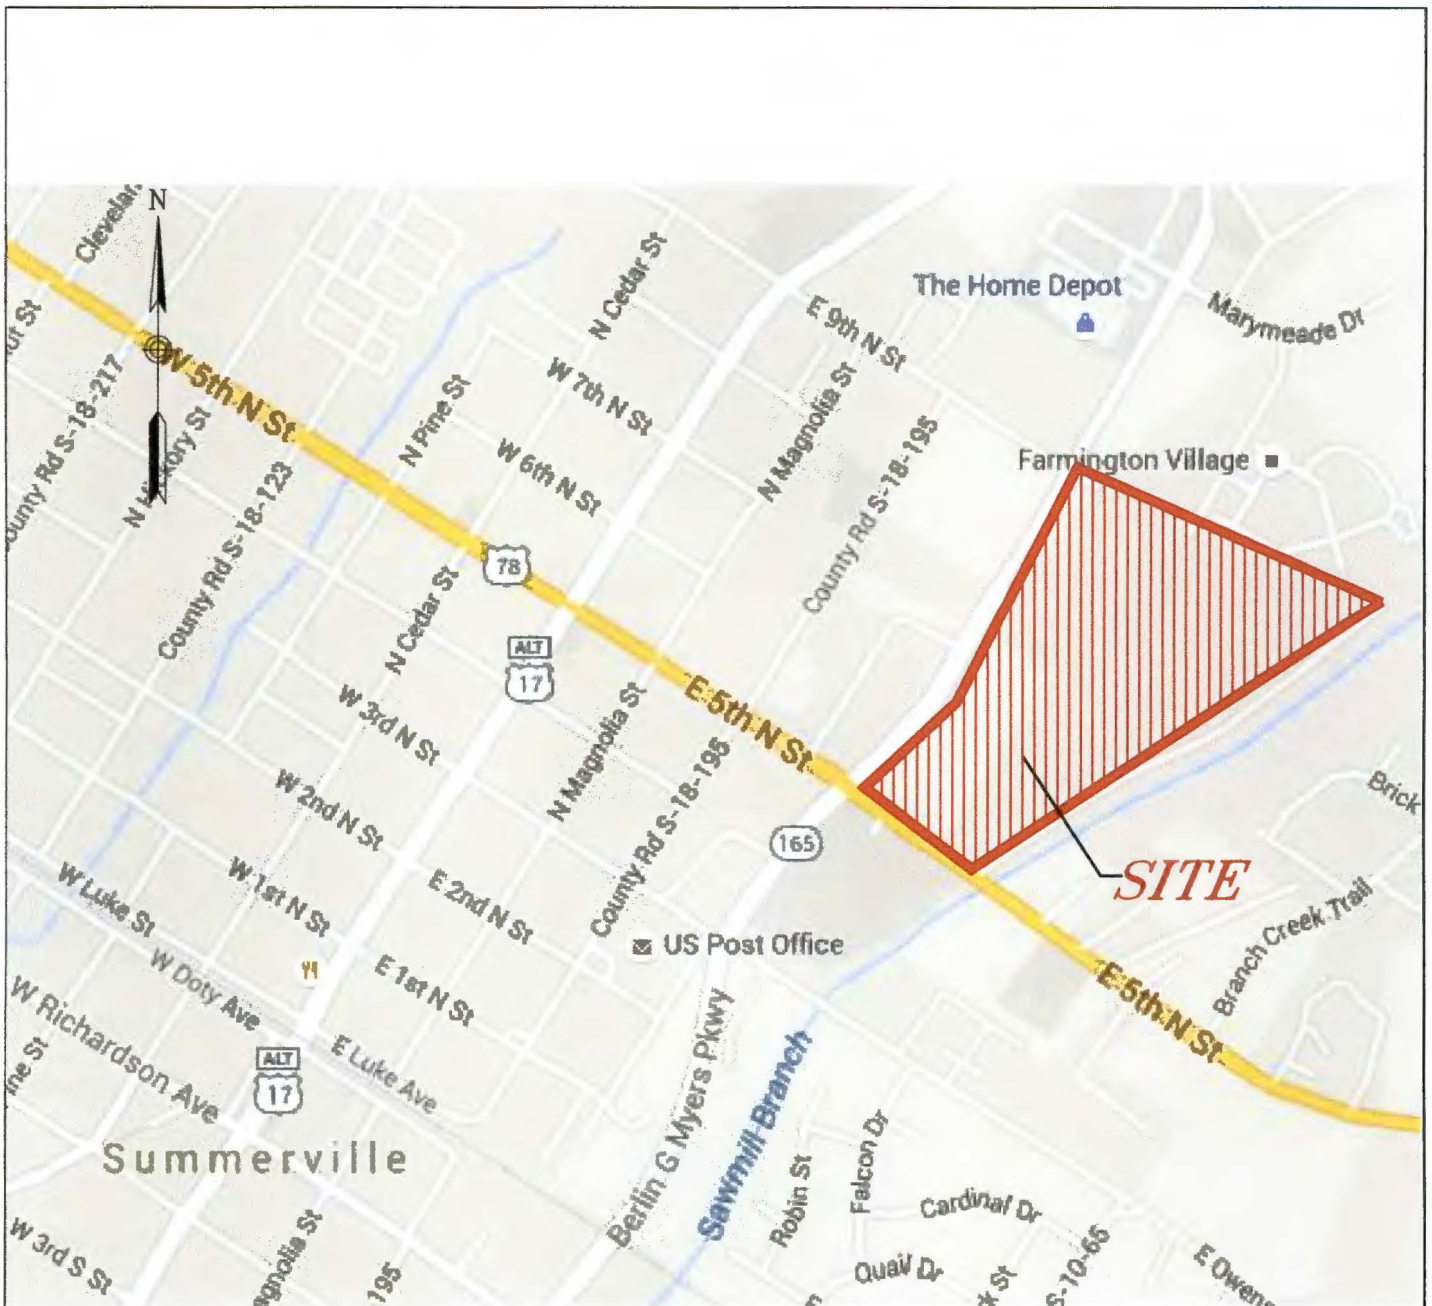 N
N Cedar St
The Home Depot
E 9th N St
Marymeade Dr
W 5th N St
County Rd S-18-217
N Hickory St
N Pine St
W 7th N St
N Magnolia St
W 6th N St
County Rd S-18-195
Farmington Village
County Rd S-18-123
78
N Cedar St
ALT
17
W 3rd N St
E 5th N St
N Magnolia St
W 2nd N St
County Rd S-18-195
165
SITE
Brick
W Luke St
W 1st N St
E 2nd N St
US Post Office
Branch Creek Trail
W Doty Ave
E 1st N St
E 5th N St
W Richardson Ave
ALT
17
E Luke Ave
Berlin G Myers Pkwy
Sawmill Branch
Summerville
Robin St
Falcon Dr
Cardinal Dr
Quail Dr
W 3rd S St
195
S-10-65